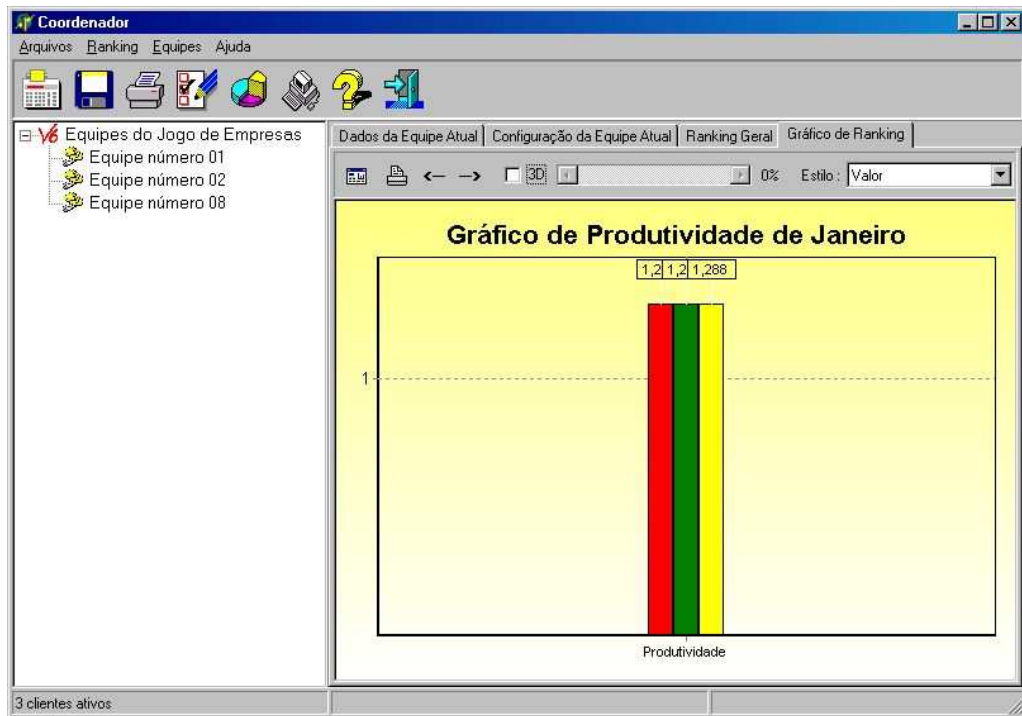 Coordenador
Arquivos Ranking Equipes Ajuda
Equipes do Jogo de Empresas
Equipe número 01
Equipe número 02
Equipe número 08
Dados da Equipe Atual Configuração da Equipe Atual Ranking Geral Gráfico de Ranking
3D 0% Estilo : Valor
Gráfico de Produtividade de Janeiro
1,2 1,2 1,288
1
Produtividade
3 clientes ativos